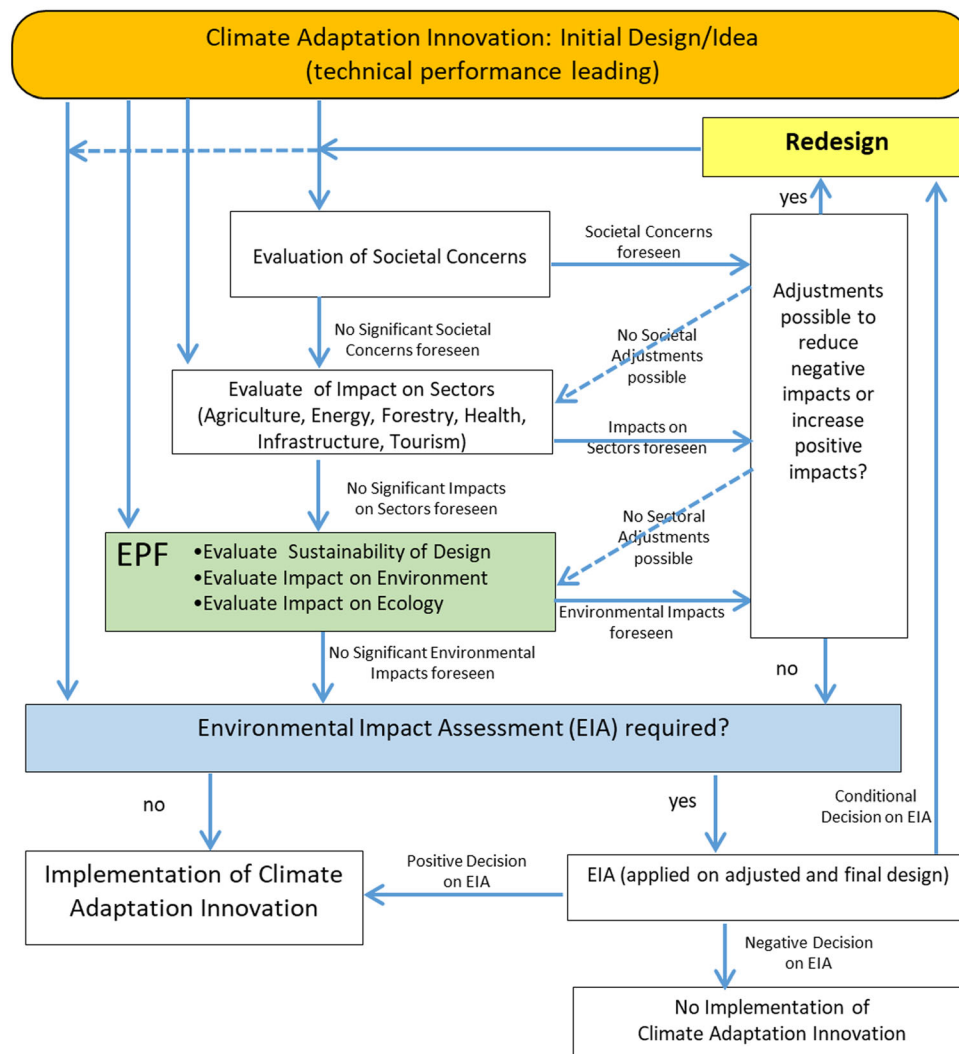 Climate Adaptation Innovation: Initial Design/Idea
(technical performance leading)
Redesign
yes
Evaluation of Societal Concerns
Societal Concerns
foreseen
Adjustments
possible to
reduce
negative
impacts or
increase
positive
impacts?
No Significant Societal
Concerns foreseen
No Societal
Adjustments
possible
Evaluate of Impact on Sectors
(Agriculture, Energy, Forestry, Health,
Infrastructure, Tourism)
Impacts on
Sectors foreseen
No Significant Impacts
on Sectors foreseen
No Sectoral
Adjustments
possible
EPF
•Evaluate Sustainability of Design
•Evaluate Impact on Environment
•Evaluate Impact on Ecology
Environmental Impacts
foreseen
No Significant Environmental
Impacts foreseen
no
Environmental Impact Assessment (EIA) required?
no
yes
Conditional
Decision on EIA
Implementation of Climate
Adaptation Innovation
Positive Decision
on EIA
EIA (applied on adjusted and final design)
Negative Decision
on EIA
No Implementation of
Climate Adaptation Innovation